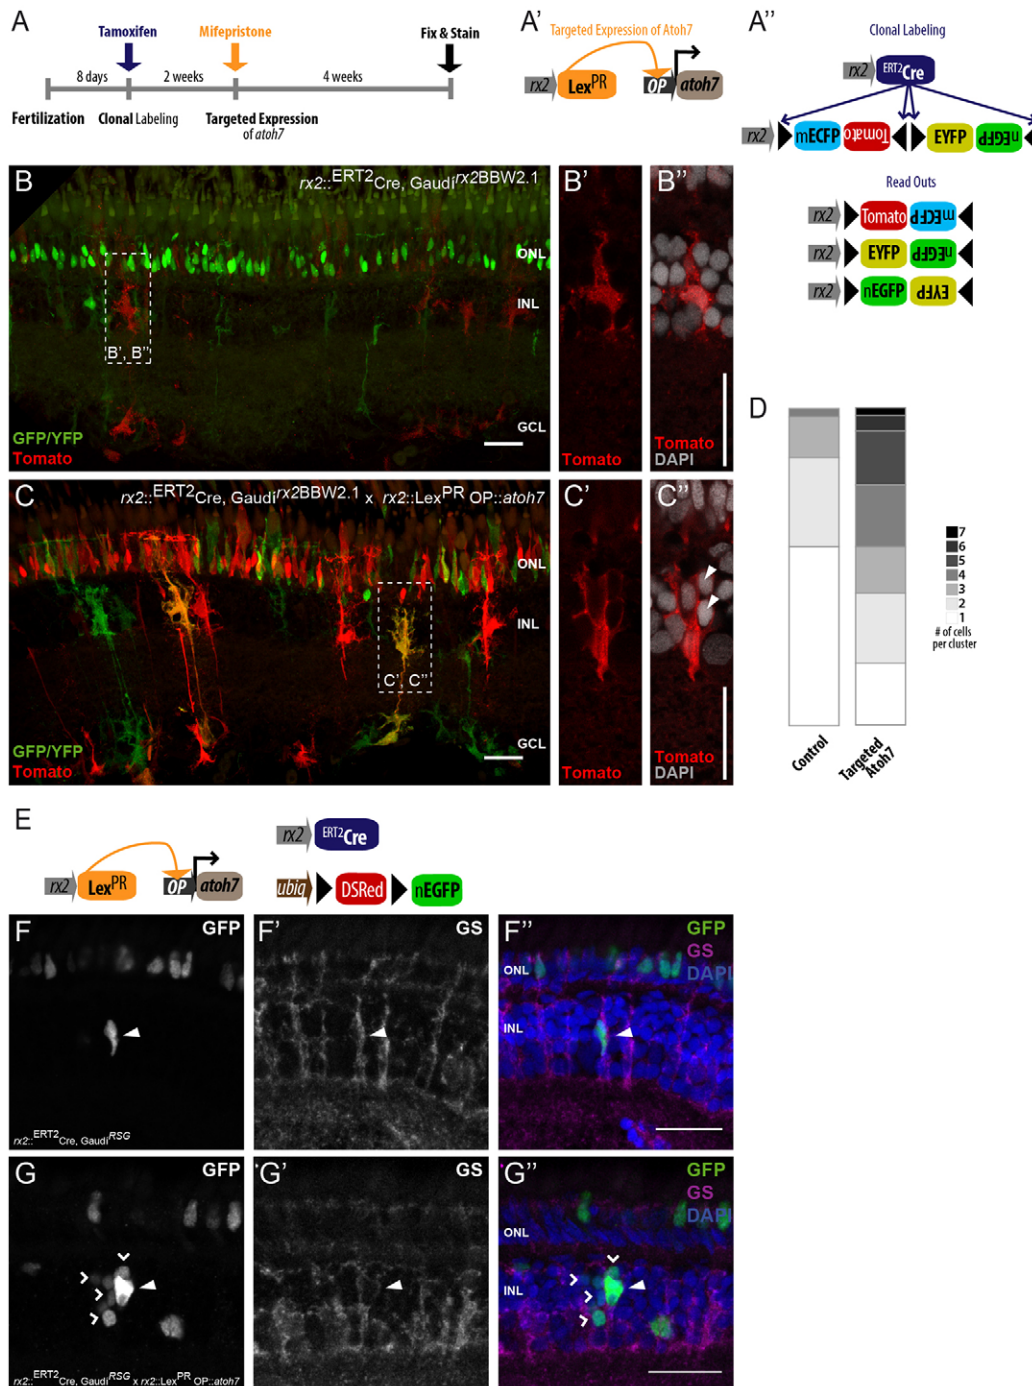 A
Tamoxifen
Mifepristone
Fix & Stain
8 days
2 weeks
4 weeks
Fertilization
Clonal Labeling
Targeted Expression
of atoh7
A'
Targeted Expression of Atoh7
rx2
LexPR
OP
atoh7
A''
Clonal Labeling
rx2
ERT2Cre
rx2
mECFP
Tomato
EYFP
nEGFP
Read Outs
rx2
Tomato
mECFP
rx2
EYFP
nEGFP
rx2
nEGFP
EYFP
B
rx2::ERT2Cre, Gaudírx2BBW2.1
ONL
INL
B', B''
GCL
GFP/YFP
Tomato
B'
Tomato
B''
Tomato
DAPI
C
rx2::ERT2Cre, Gaudírx2BBW2.1 x rx2::LexPR OP::atoh7
ONL
INL
C', C''
GCL
GFP/YFP
Tomato
C'
Tomato
C''
Tomato
DAPI
D
7
6
5
4
3
2
1
# of cells
per cluster
Control
Targeted
Atoh7
E
rx2
LexPR
OP
atoh7
rx2
ERT2Cre
ubiq
DSRed
nEGFP
F
GFP
rx2::ERT2Cre, GaudíRSG
F'
GS
F''
GFP
GS
DAPI
ONL
INL
G
GFP
rx2::ERT2Cre, GaudíRSG x rx2::LexPR OP::atoh7
G'
GS
G''
GFP
GS
DAPI
ONL
INL